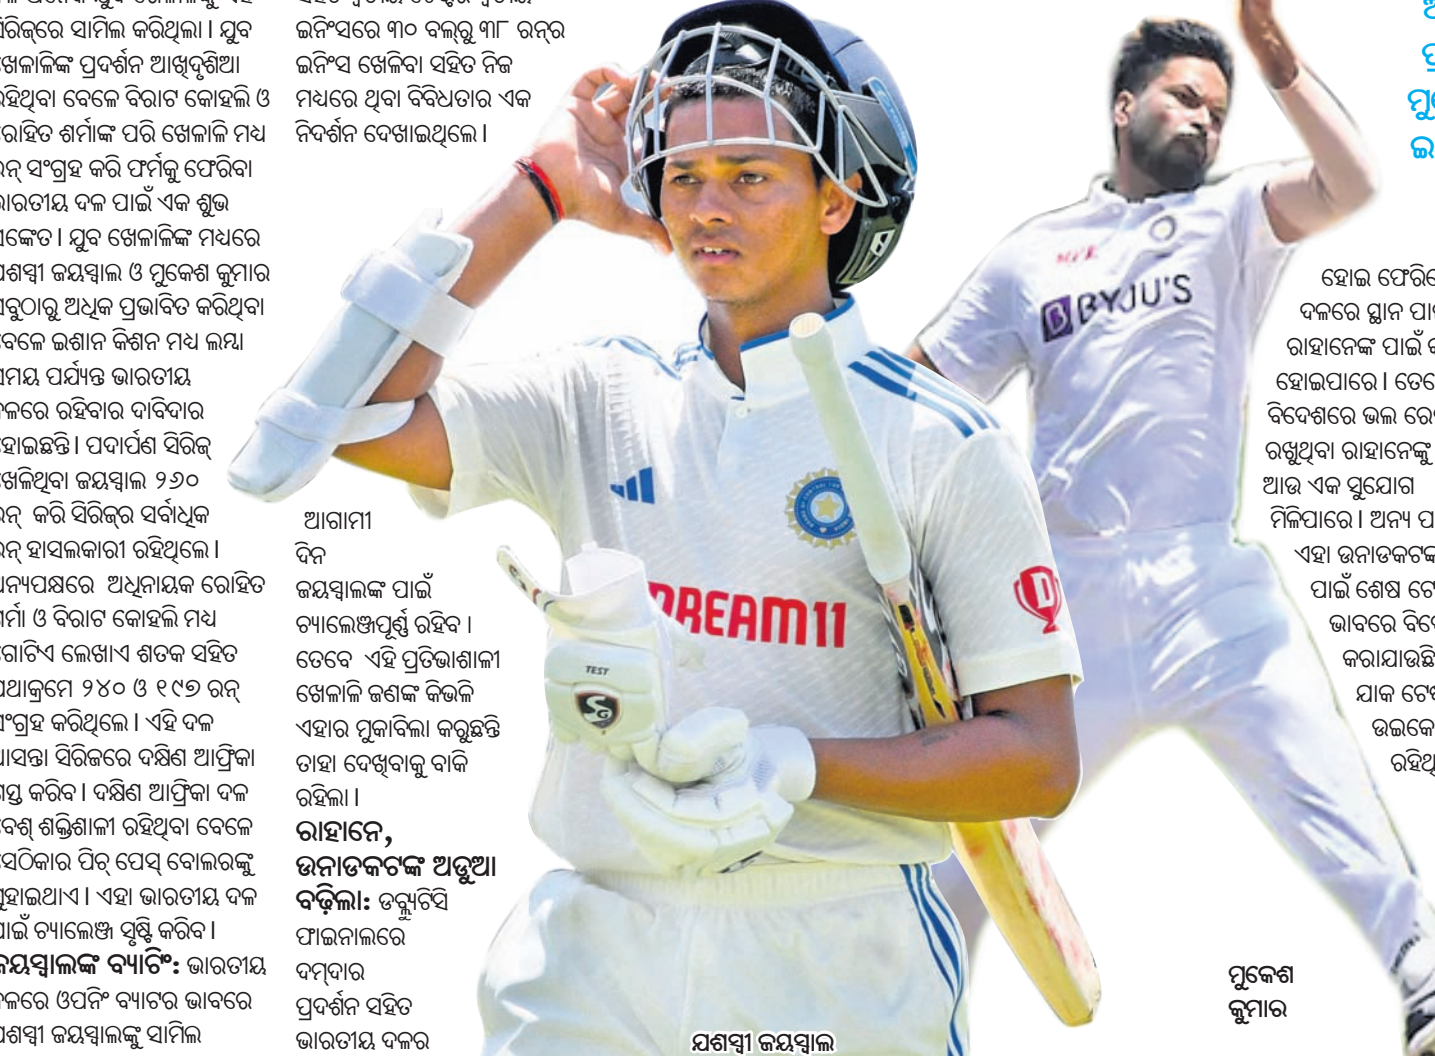 ସିରିଜ୍‌ରେ ସାମିଲ କରିଥିଲା । ଯୁବ
ଖେଳାଳିଙ୍କ ପ୍ରଦର୍ଶନ ଆଖିଦୃଶିଆ
ରହିଥିବା ବେଳେ ବିରାଟ କୋହଲି ଓ
ରୋହିତ ଶର୍ମାଙ୍କ ପରି ଖେଳାଳି ମଧ୍ୟ
ରନ୍ ସଂଗ୍ରହ କରି ଫର୍ମକୁ ଫେରିବା
ଭାରତୀୟ ଦଳ ପାଇଁ ଏକ ଶୁଭ
ସଙ୍କେତ । ଯୁବ ଖେଳାଳିଙ୍କ ମଧ୍ୟରେ
ଯଶସ୍ୱୀ ଜୟସ୍ୱାଲ ଓ ମୁକେଶ କୁମାର
ସବୁଠାରୁ ଅଧିକ ପ୍ରଭାବିତ କରିଥିବା
ବେଳେ ଇଶାନ କିଶନ ମଧ୍ୟ ଲମ୍ବା
ସମୟ ପର୍ଯ୍ୟନ୍ତ ଭାରତୀୟ
ଦଳରେ ରହିବାର ଦାବିଦାର
ହୋଇଛନ୍ତି । ପଦାର୍ପଣ ସିରିଜ୍
ଖେଳିଥିବା ଜୟସ୍ୱାଲ ୨୬୦
ରନ୍ କରି ସିରିଜ୍‌ର ସର୍ବାଧିକ
ରନ୍ ହାସଲକାରୀ ରହିଥିଲେ ।
ଅନ୍ୟପକ୍ଷରେ ଅଧିନାୟକ ରୋହିତ
ଶର୍ମା ଓ ବିରାଟ କୋହଲି ମଧ୍ୟ
ଗୋଟିଏ ଲେଖାଏ ଶତକ ସହିତ
ଯଥାକ୍ରମେ ୨୪୦ ଓ ୧୯୭ ରନ୍
ସଂଗ୍ରହ କରିଥିଲେ । ଏହି ଦଳ
ଆସନ୍ତା ସିରିଜରେ ଦକ୍ଷିଣ ଆଫ୍ରିକା
ଗସ୍ତ କରିବ । ଦକ୍ଷିଣ ଆଫ୍ରିକା ଦଳ
ବେଶ୍ ଶକ୍ତିଶାଳୀ ରହିଥିବା ବେଳେ
ସେଠିକାର ପିଚ୍ ପେସ୍ ବୋଲରଙ୍କୁ
ସୁହାଇଥାଏ । ଏହା ଭାରତୀୟ ଦଳ
ପାଇଁ ଚ୍ୟାଲେଞ୍ଜ ସୃଷ୍ଟି କରିବ ।
ଜୟସ୍ୱାଲଙ୍କ ବ୍ୟାଟିଂ: ଭାରତୀୟ
ଦଳରେ ଓପନିଂ ବ୍ୟାଟର ଭାବରେ
ଯଶସ୍ୱୀ ଜୟସ୍ୱାଲଙ୍କୁ ସାମିଲ
ଇନିଂସରେ ୩୦ ବଲ୍‌ରୁ ୩୮ ରନ୍‌ର
ଇନିଂସ ଖେଳିବା ସହିତ ନିଜ
ମଧ୍ୟରେ ଥିବା ବିବିଧତାର ଏକ
ନିଦର୍ଶନ ଦେଖାଇଥିଲେ ।
ଆଗାମୀ
ଦିନ
ଜୟସ୍ୱାଲଙ୍କ ପାଇଁ
ଚ୍ୟାଲେଞ୍ଜପୂର୍ଣ୍ଣ ରହିବ ।
ତେବେ ଏହି ପ୍ରତିଭାଶାଳୀ
ଖେଳାଳି ଜଣଙ୍କ କିଭଳି
ଏହାର ମୁକାବିଲା କରୁଛନ୍ତି
ତାହା ଦେଖିବାକୁ ବାକି
ରହିଲା ।
ରାହାନେ,
ଉନାଡକଟଙ୍କ ଅଡୁଆ
ବଢ଼ିଲା: ଡବ୍ଲ୍ୟୁଟିସି
ଫାଇନାଲରେ
ଦମ୍‌ଦାର
ପ୍ରଦର୍ଶନ ସହିତ
ଭାରତୀୟ ଦଳର
BYJU'S
DREAM11
D
TEST
SG
ଯଶସ୍ୱୀ ଜୟସ୍ୱାଲ
ହୋଇ
ଦଳରେ ସ୍ଥାନ
ରାହାନେଙ୍କ ପାଇଁ
ହୋଇପାରେ ।
ବିଦେଶରେ ଭଲ
ରଖୁଥିବା ରାହାନେଙ୍କୁ
ଆଉ ଏକ ସୁଯୋଗ
ମିଳିପାରେ । ଅନ୍ୟ
ଏହା
ପାଇଁ ଶେଷ
ଭାବରେ
ଯାକ
ମୁକେଶ
କୁମାର